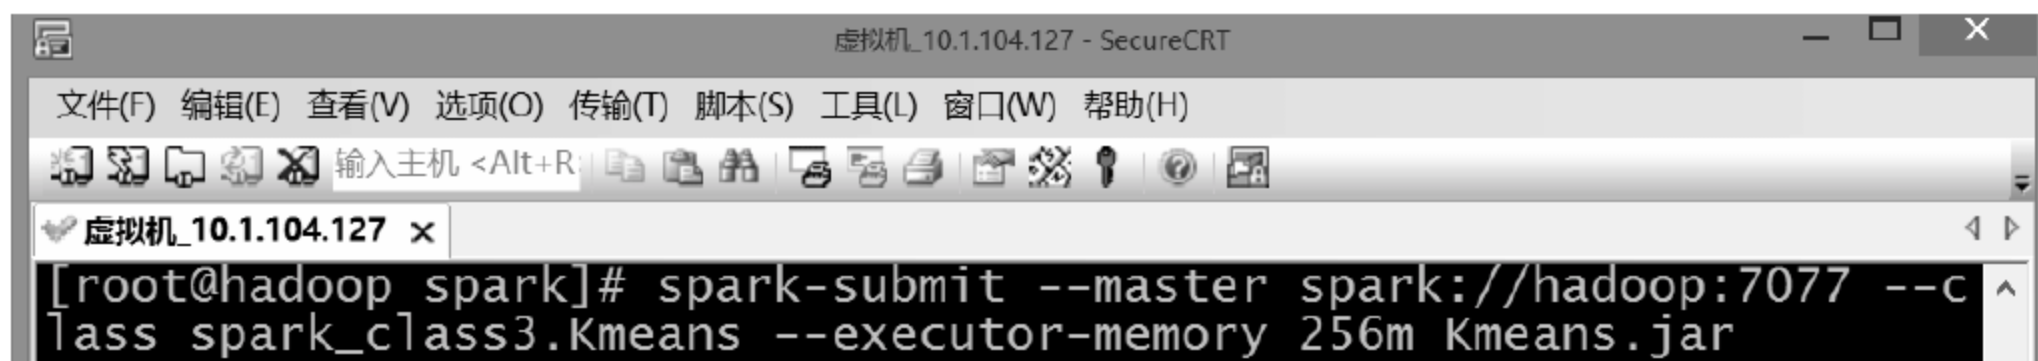 虚拟机_10.1.104.127 - SecureCRT
文件(F) 编辑(E) 查看(V) 选项(O) 传输(T) 脚本(S) 工具(L) 窗口(W) 帮助(H)
输入主机 <Alt+R
虚拟机_10.1.104.127
[root@hadoop spark]# spark-submit --master spark://hadoop:7077 --c
lass spark_class3.Kmeans --executor-memory 256m Kmeans.jar